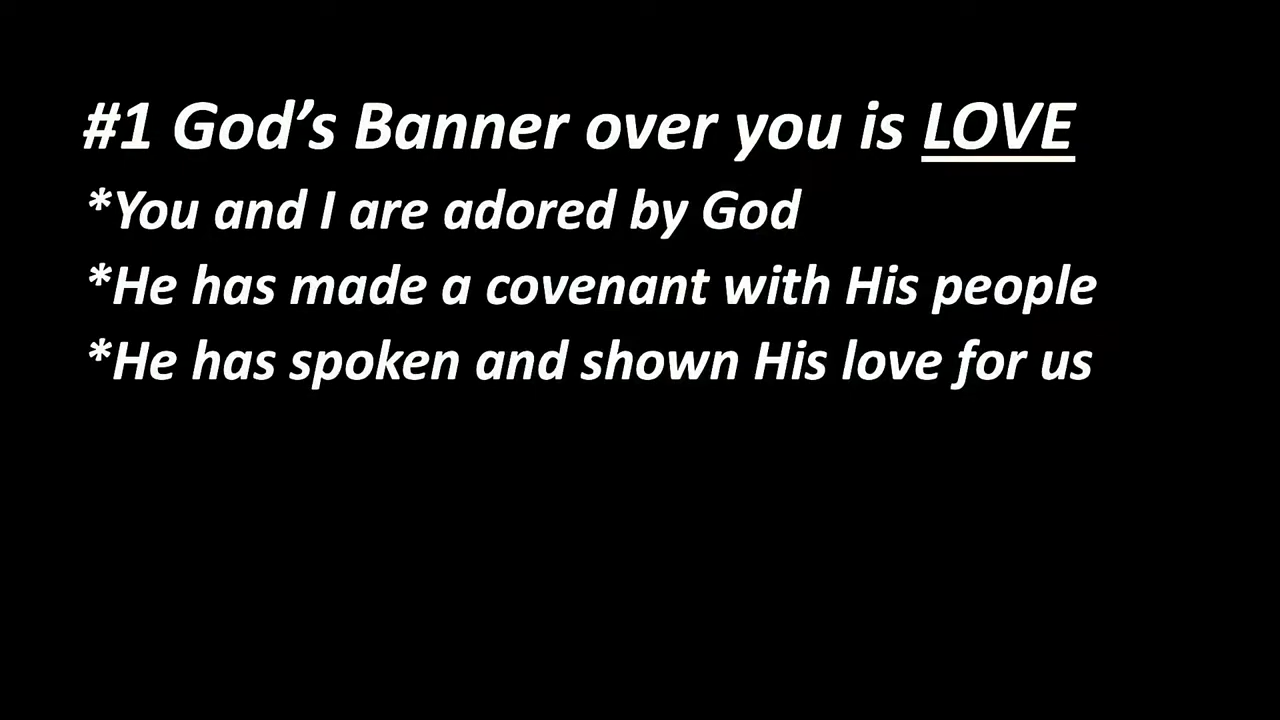 #1 God’s Banner over you is LOVE
*You and I are adored by God
*He has made a covenant with His people
*He has spoken and shown His love for us